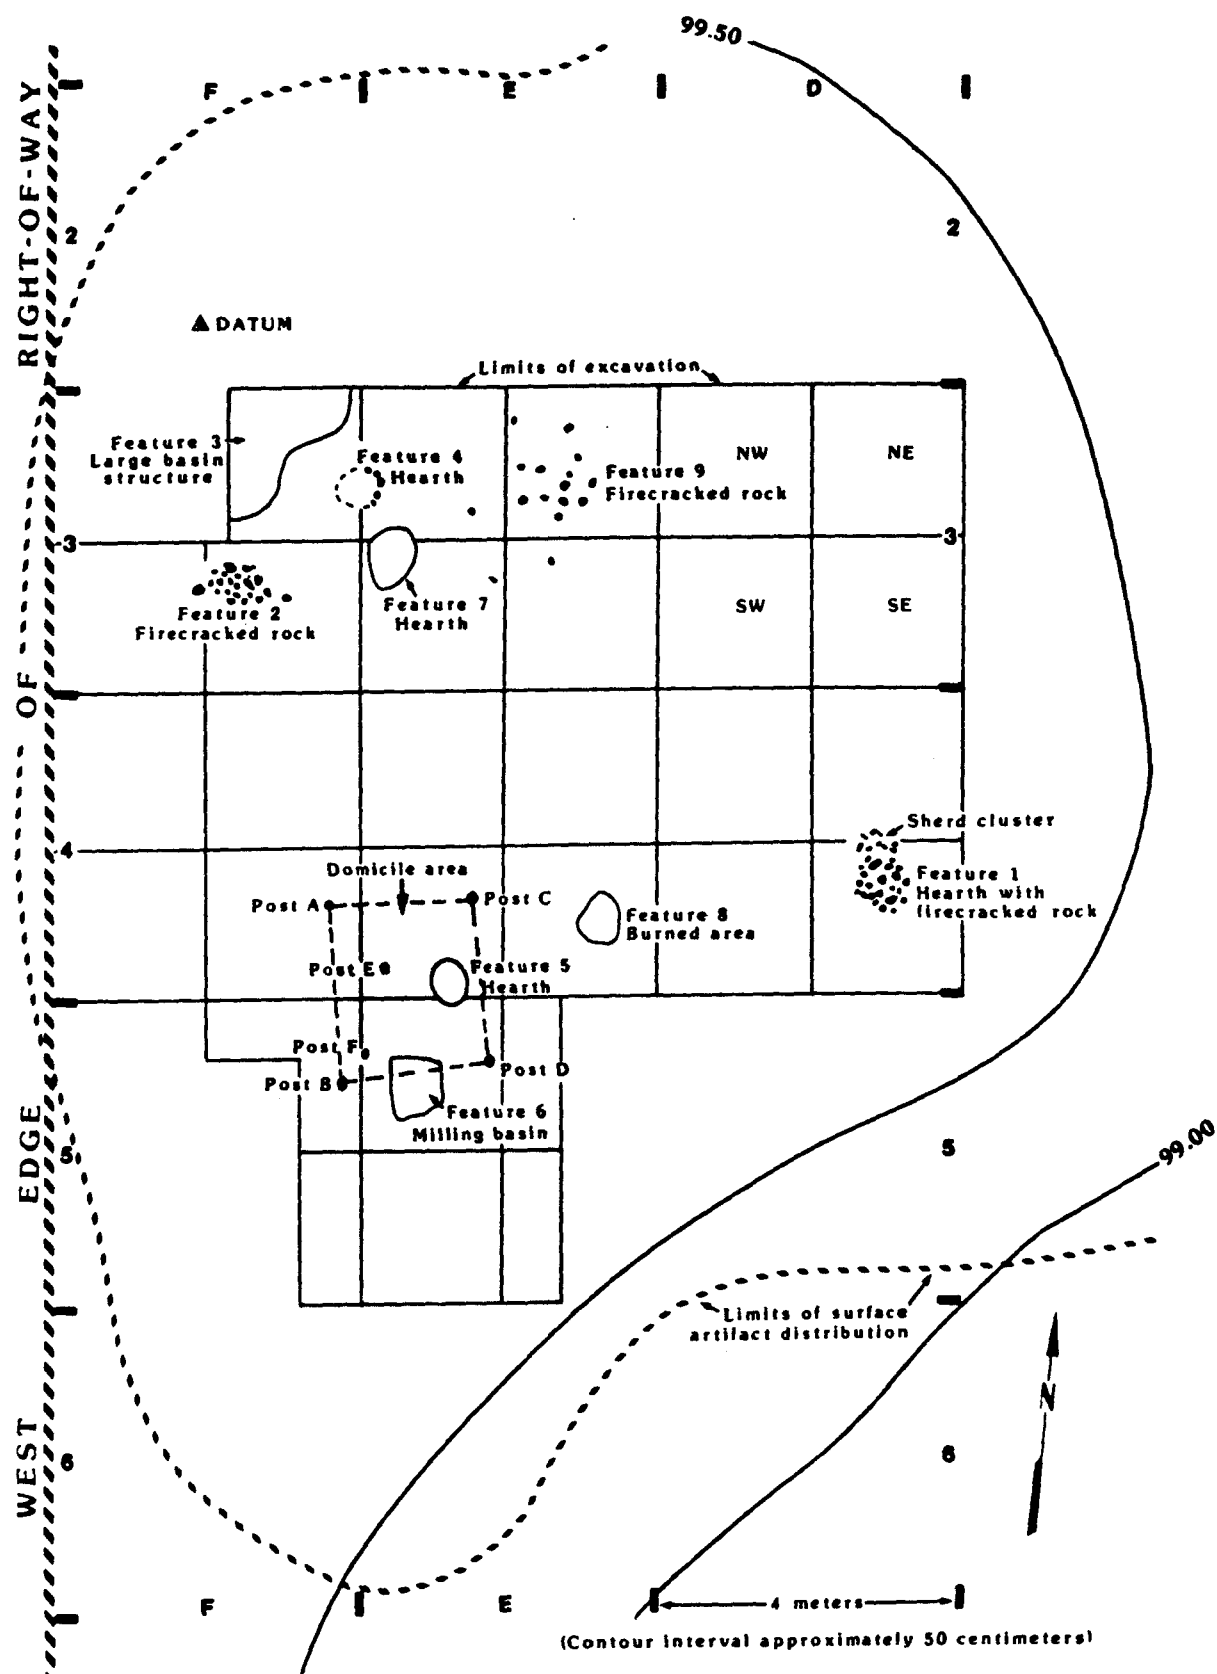 99.50
F
E
D
WEST EDGE OF RIGHT-OF-WAY
2
2
DATUM
Limits of excavation
Feature 3
Large basin
structure
Feature 4
Hearth
Feature 9
Firecracked rock
NW
NE
3
3
Feature 2
Firecracked rock
Feature 7
Hearth
SW
SE
4
Sherd cluster
Domicile area
Feature 1
Hearth with
firecracked rock
Post A
Post C
Feature 8
Burned area
Post E
Feature 5
Hearth
Post F
Post B
Post D
Feature 6
Milling basin
5
5
99.00
Limits of surface
artifact distribution
N
6
6
F
E
4 meters
(Contour interval approximately 50 centimeters)